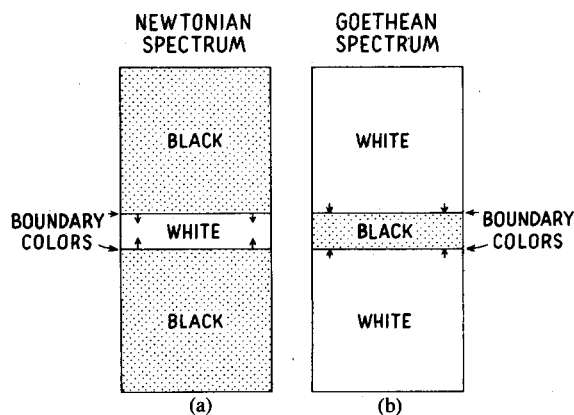 NEWTONIAN
SPECTRUM
GOETHEAN
SPECTRUM
BLACK
WHITE
BOUNDARY
COLORS
WHITE
BLACK
BOUNDARY
COLORS
BLACK
WHITE
(a)
(b)